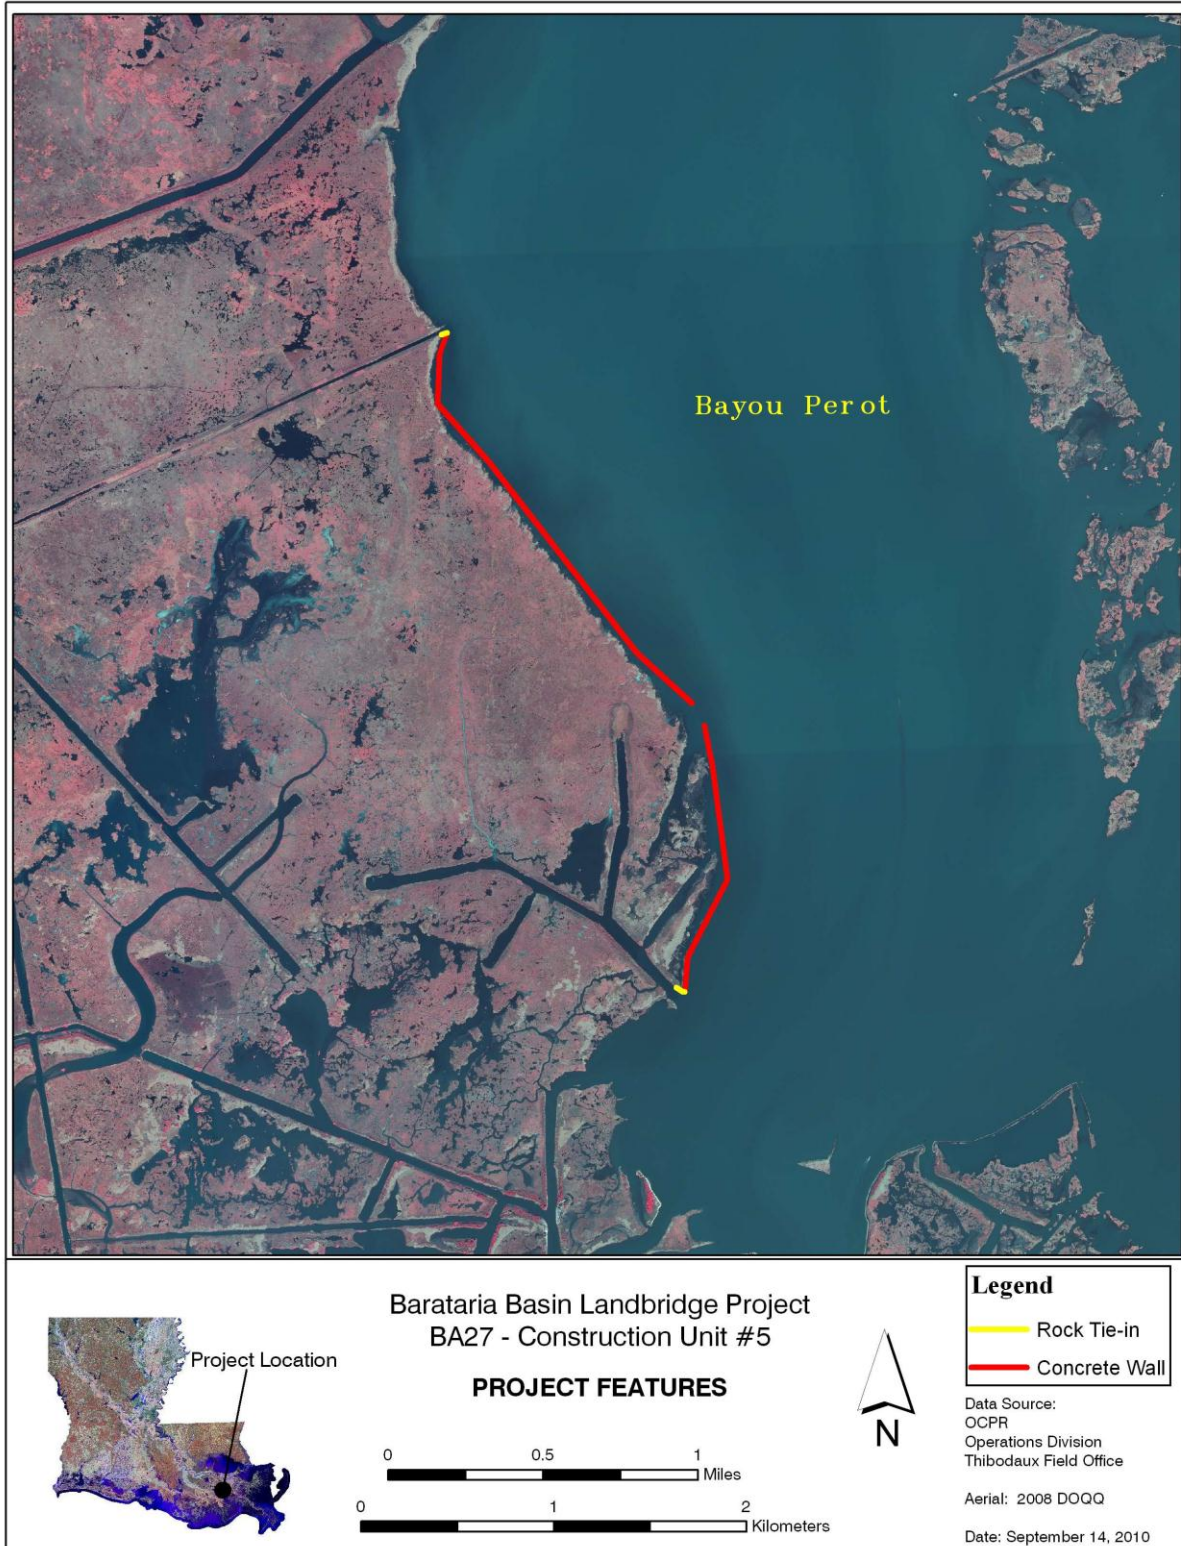 Bayou Perot
Barataria Basin Landbridge Project
BA27 - Construction Unit #5
PROJECT FEATURES
Project Location
0 0.5 1
Miles
0 1 2
Kilometers
N
Legend
Rock Tie-in
Concrete Wall
Data Source:
OCPR
Operations Division
Thibodaux Field Office
Aerial: 2008 DOQQ
Date: September 14, 2010